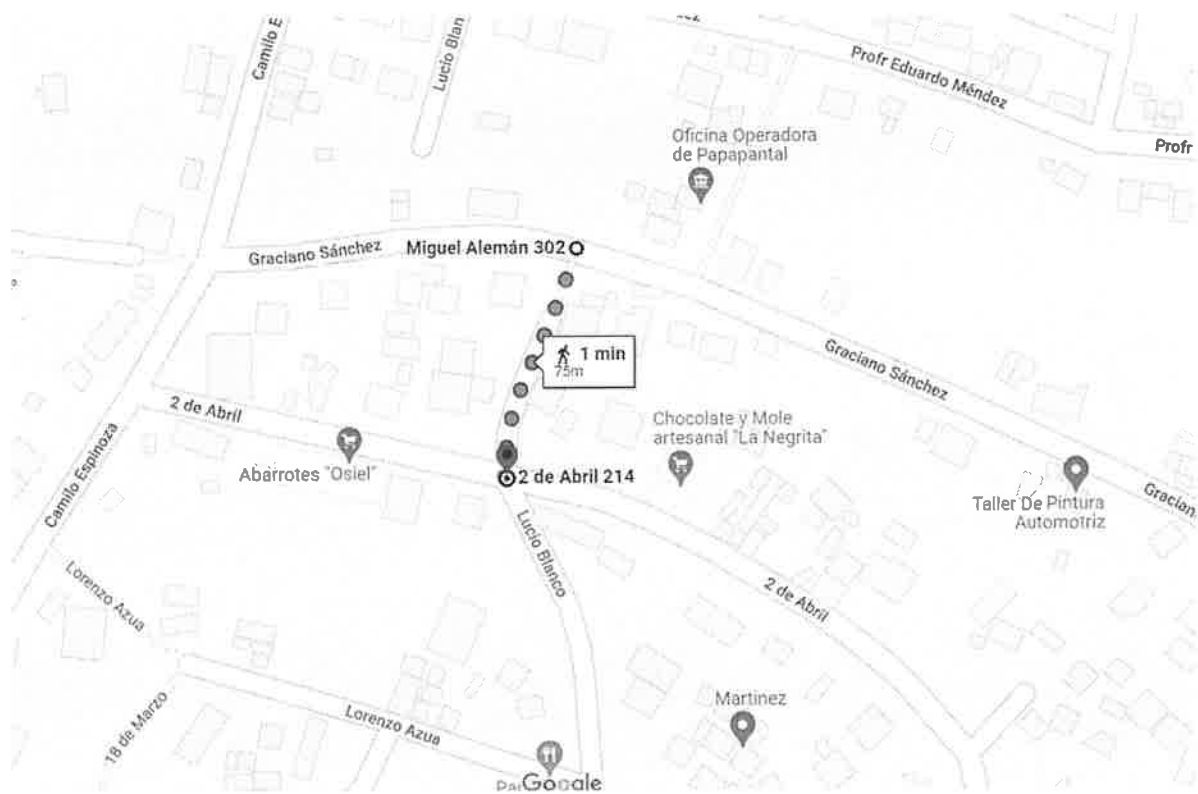 Camilo E
Lucio Blan
Profr Eduardo Méndez
Profr
Oficina Operadora
de Papapantal
Graciano Sánchez
Miguel Alemán 302
1 min
75m
Graciano Sánchez
2 de Abril
Chocolate y Mole
artesanal "La Negrita"
Abarrotes "Osiel"
2 de Abril 214
Camilo Espinoza
Taller De Pintura
Automotriz
Gracian
Lucio Blanco
Lorenzo Azua
2 de Abril
Martinez
18 de Marzo
Lorenzo Azua
Google